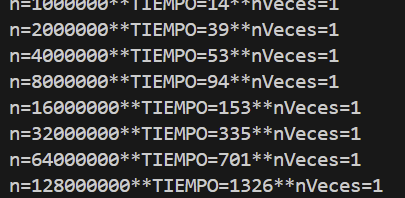 n=1000000**TIEMPO=14**nVeces=1
n=2000000**TIEMPO=39**nVeces=1
n=4000000**TIEMPO=53**nVeces=1
n=8000000**TIEMPO=94**nVeces=1
n=16000000**TIEMPO=153**nVeces=1
n=32000000**TIEMPO=335**nVeces=1
n=64000000**TIEMPO=701**nVeces=1
n=128000000**TIEMPO=1326**nVeces=1